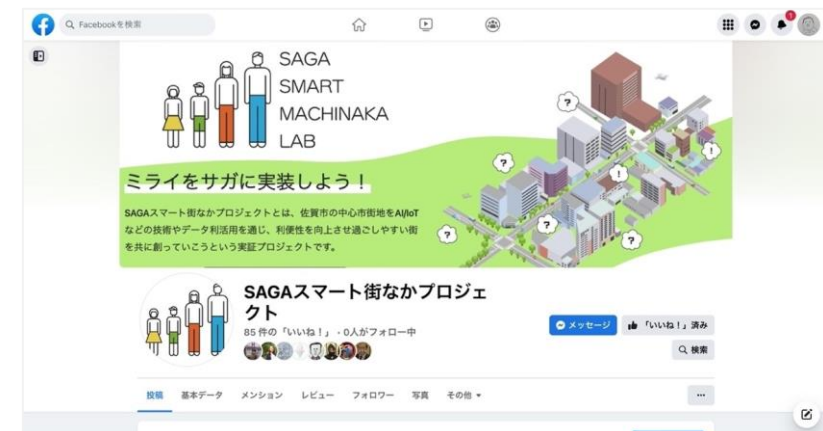 Facebookを検索
1
SAGA
SMART
MACHINAKA
LAB
?
?
!
!
?
?
?
ミライをサガに実装しよう！
SAGAスマート街なかプロジェクトとは、佐賀市の中心市街地をAI/IoT
などの技術やデータ利活用を通じ、利便性を向上させ過ごしやすい街
を共に創っていこうという実証プロジェクトです。
SAGAスマート街なかプロジェ
クト
85 件の「いいね！」・0人がフォロー中
メッセージ
「いいね！」済み
検索
投稿 基本データ メンション レビュー フォロワー 写真 その他